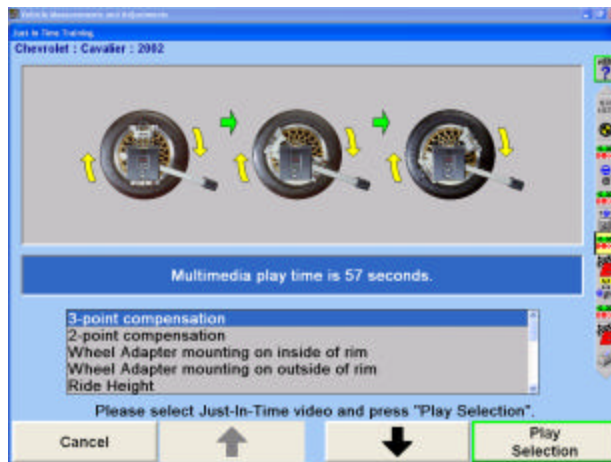 Vehicle Measurements and Adjustments
Just In Time Training
Chevrolet : Cavalier : 2002
Multimedia play time is 57 seconds.
3-point compensation
2-point compensation
Wheel Adapter mounting on inside of rim
Wheel Adapter mounting on outside of rim
Ride Height
Please select Just-In-Time video and press "Play Selection".
Cancel
Play
Selection